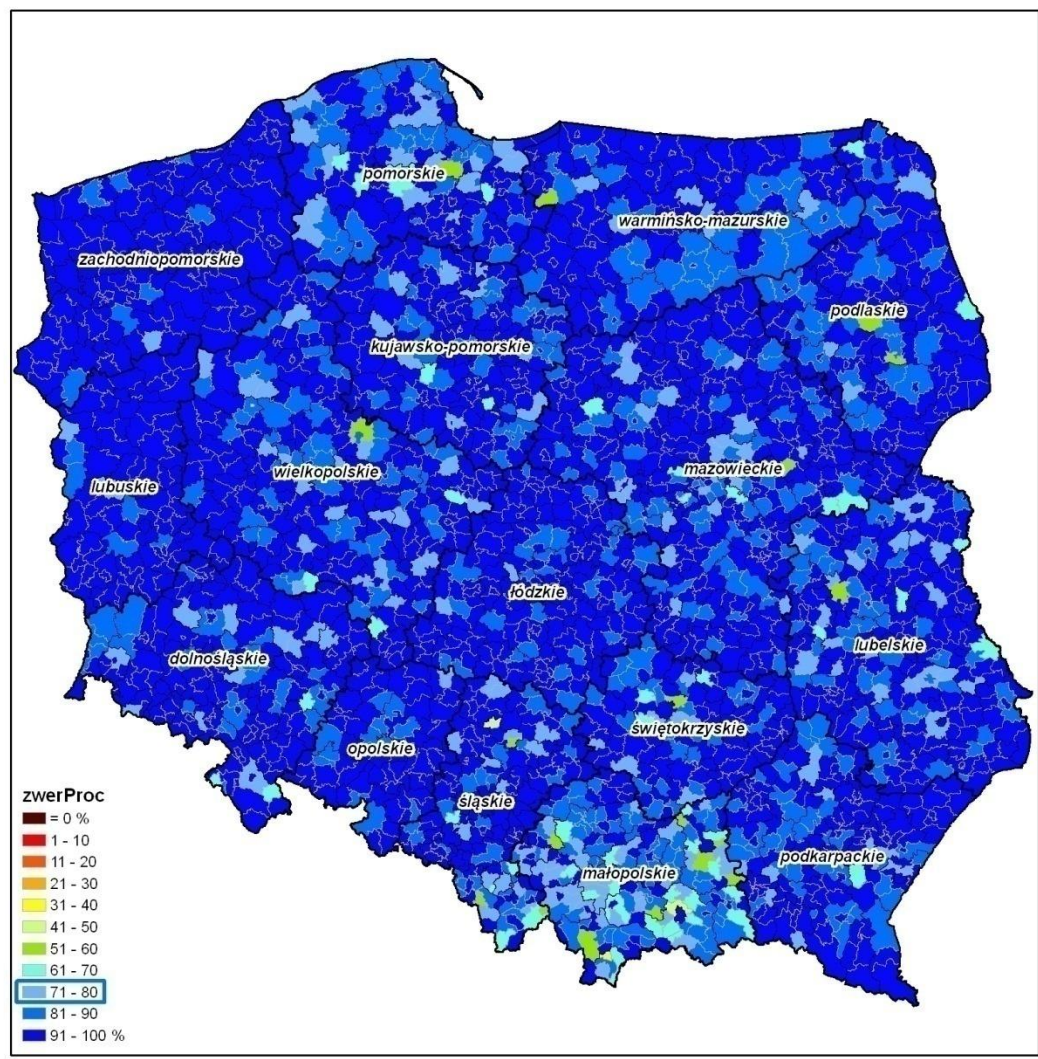 pomorskie
warmińsko-mazurskie
zachodniopomorskie
podlaskie
kujawsko-pomorskie
wielkopolskie
mazowieckie
lubuskie
łódzkie
lubelskie
dolnośląskie
świętokrzyskie
opolskie
śląskie
podkarpackie
małopolskie
zwerProc
= 0 %
1 - 10
11 - 20
21 - 30
31 - 40
41 - 50
51 - 60
61 - 70
71 - 80
81 - 90
91 - 100 %